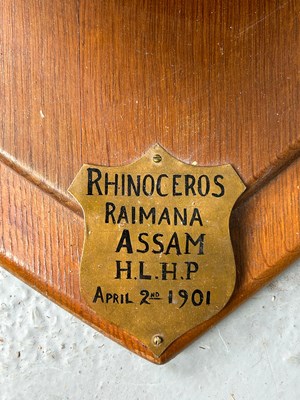 RHINOCEROS
RAIMANA
ASSAM
H.L.H.P
APRIL 2ND 1901